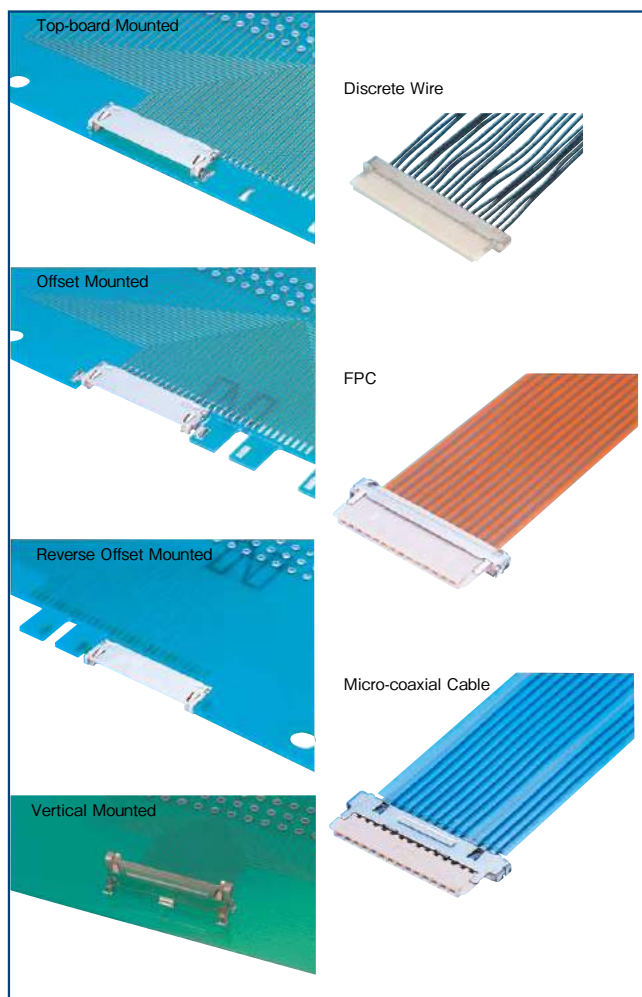 Top-board Mounted
Discrete Wire
Offset Mounted
FPC
Reverse Offset Mounted
Micro-coaxial Cable
Vertical Mounted